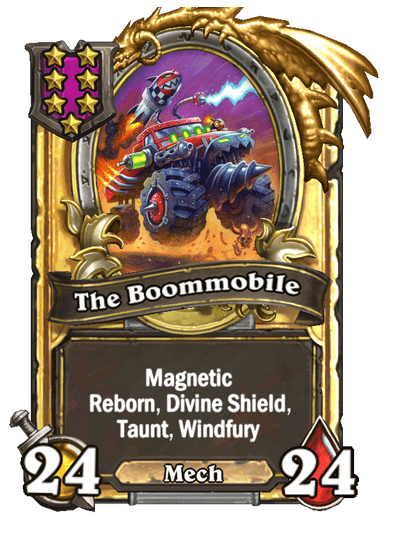 The Boommobile
Magnetic
Reborn, Divine Shield,
Taunt, Windfury
24
Mech
24